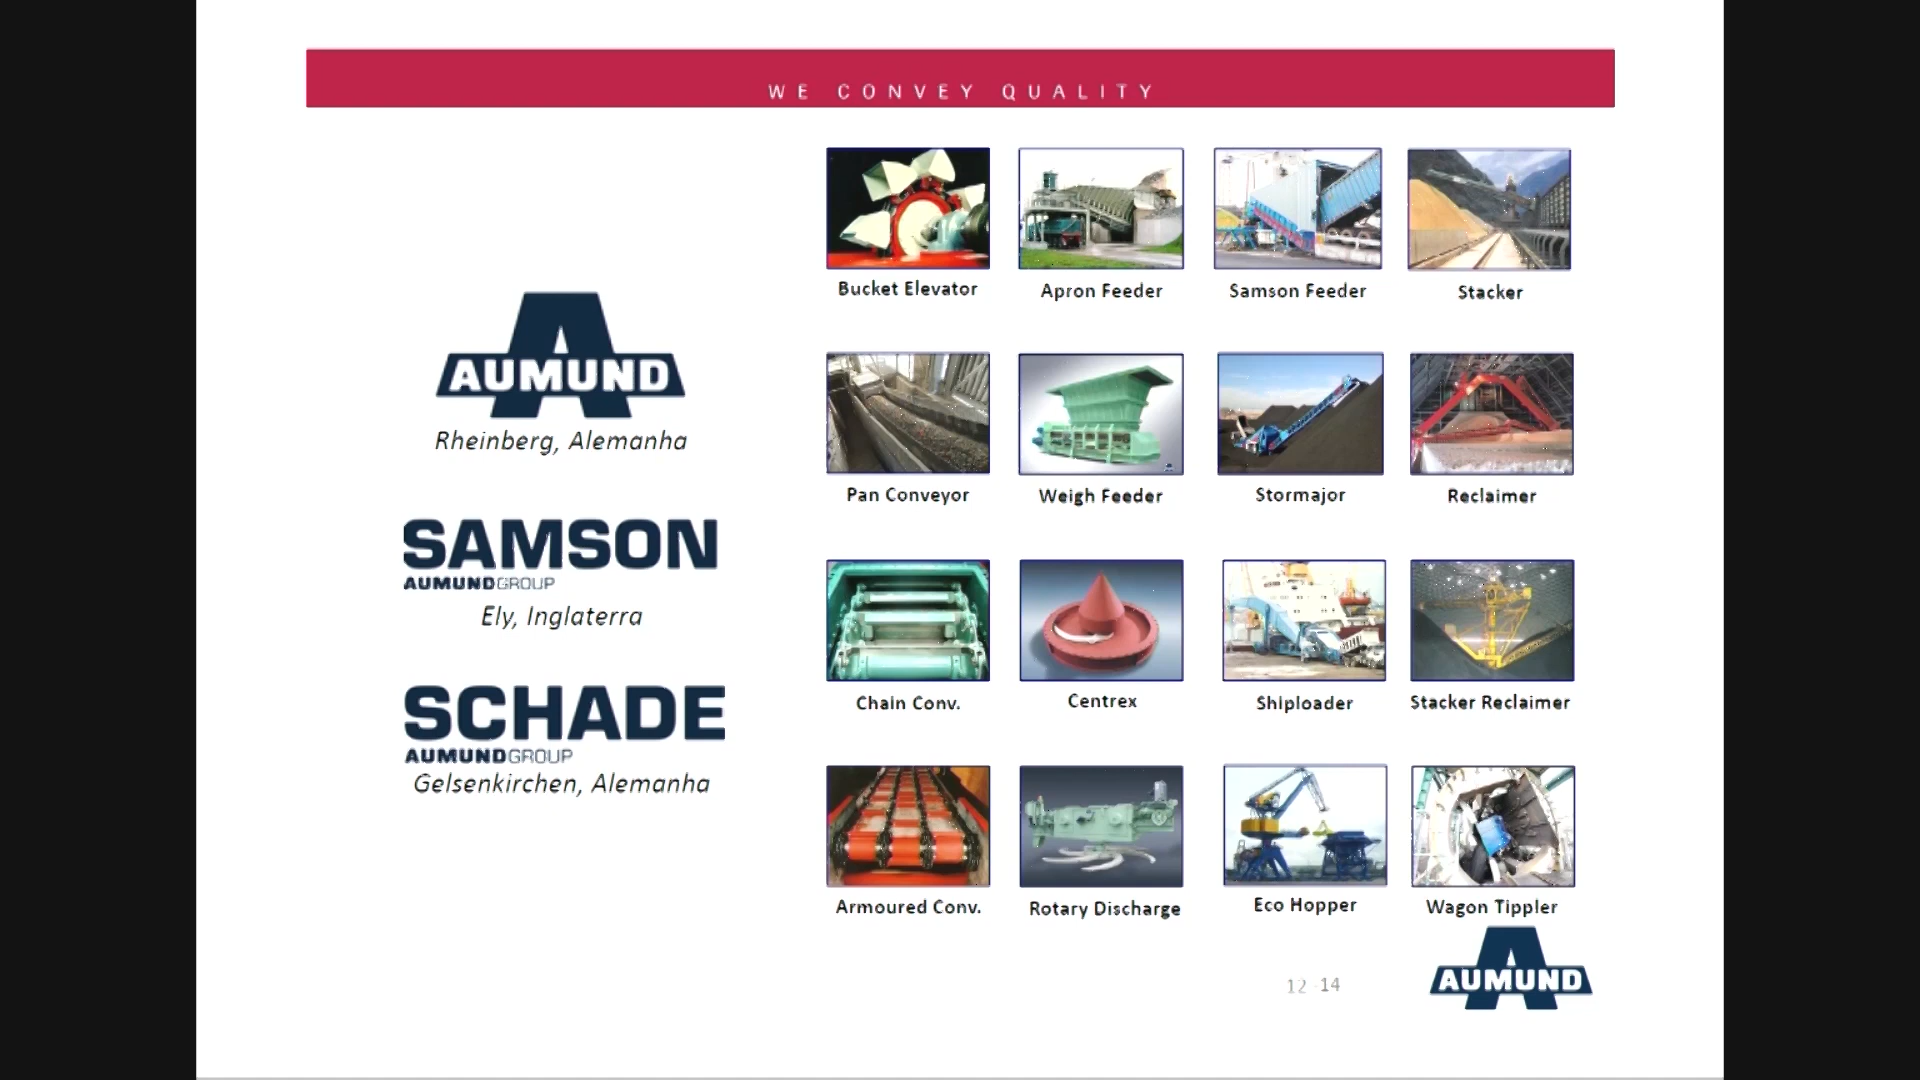 WE CONVEY QUALITY
AUMUND
Rheinberg, Alemanha
SAMSON
AUMUNDGROUP
Ely, Inglaterra
SCHADE
AUMUNDGROUP
Gelsenkirchen, Alemanha
Bucket Elevator
Apron Feeder
Samson Feeder
Stacker
Pan Conveyor
Weigh Feeder
Stormajor
Reclaimer
Chain Conv.
Centrex
Shiploader
Stacker Reclaimer
Armoured Conv.
Rotary Discharge
Eco Hopper
Wagon Tippler
12 -14
AUMUND